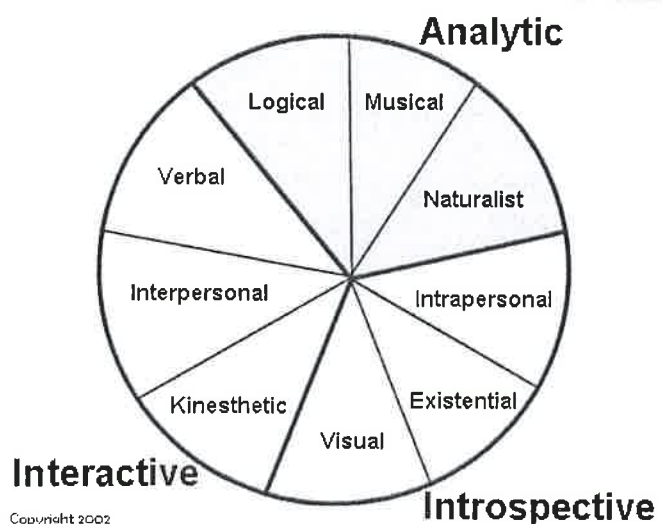 Analytic
Logical
Musical
Verbal
Naturalist
Interpersonal
Intrapersonal
Kinesthetic
Existential
Visual
Interactive
Introspective
Copyright 2002